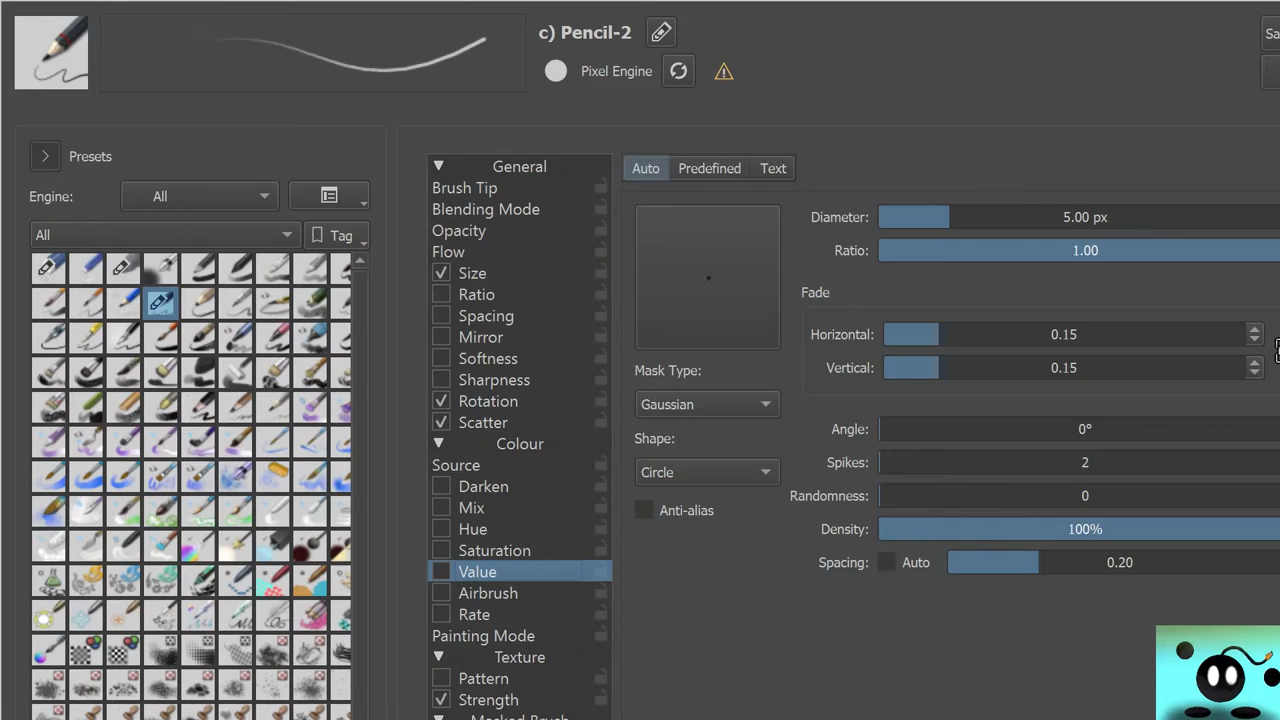 c) Pencil-2
Sa
Pixel Engine
Presets
Engine: All
All Tag
General
Brush Tip
Blending Mode
Opacity
Flow
Size
Ratio
Spacing
Mirror
Softness
Sharpness
Rotation
Scatter
Colour
Source
Darken
Mix
Hue
Saturation
Value
Airbrush
Rate
Painting Mode
Texture
Pattern
Strength
Masked Brush
Auto Predefined Text
Diameter: 5.00 px
Ratio: 1.00
Fade
Horizontal: 0.15
Vertical: 0.15
Mask Type:
Gaussian
Shape:
Circle
Anti-alias
Angle: 0°
Spikes: 2
Randomness: 0
Density: 100%
Spacing: Auto 0.20